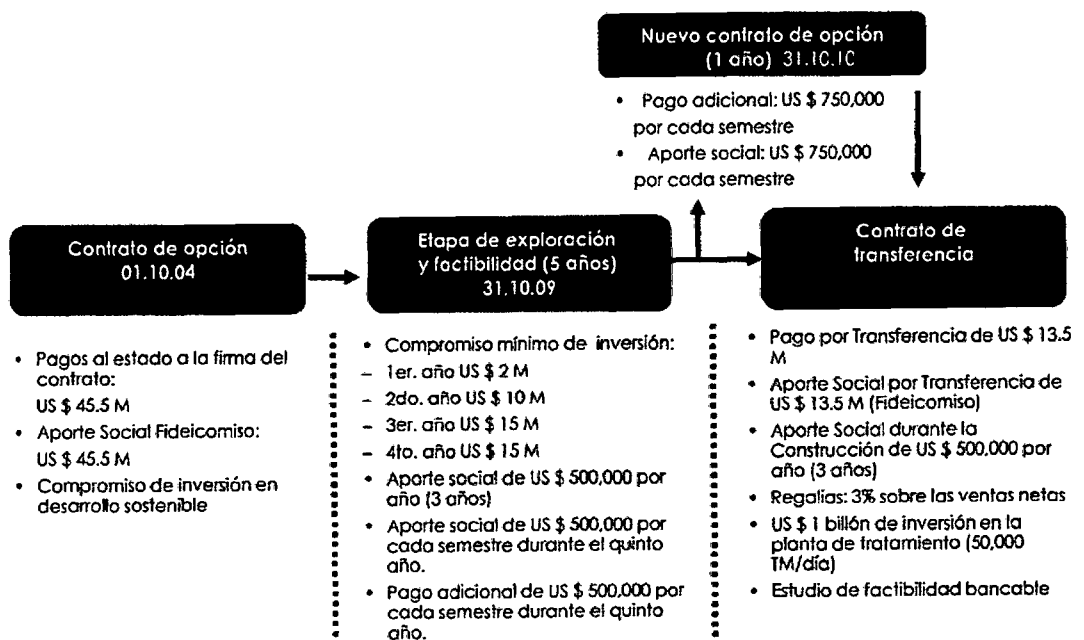 Nuevo contrato de opción
(1 año) 31.10.10
• Pago adicional: US $ 750,000
por cada semestre
• Aporte social: US $ 750,000
por cada semestre
Contrato de opción
01.10.04
• Pagos al estado a la firma del
contrato:
US $ 45.5 M
• Aporte Social Fideicomiso:
US $ 45.5 M
• Compromiso de inversión en
desarrollo sostenible
Etapa de exploración
y factibilidad (5 años)
31.10.09
• Compromiso mínimo de inversión:
– 1er. año US $ 2 M
– 2do. año US $ 10 M
– 3er. año US $ 15 M
– 4to. año US $ 15 M
• Aporte social de US $ 500,000 por
año (3 años)
• Aporte social de US $ 500,000 por
cada semestre durante el quinto
año.
• Pago adicional de US $ 500,000 por
cada semestre durante el quinto
año.
Contrato de
transferencia
• Pago por Transferencia de US $ 13.5
M
• Aporte Social por Transferencia de
US $ 13.5 M (Fideicomiso)
• Aporte Social durante la
Construcción de US $ 500,000 por
año (3 años)
• Regalias: 3% sobre las ventas netas
• US $ 1 billón de inversión en la
planta de tratamiento (50,000
TM/día)
• Estudio de factibilidad bancable